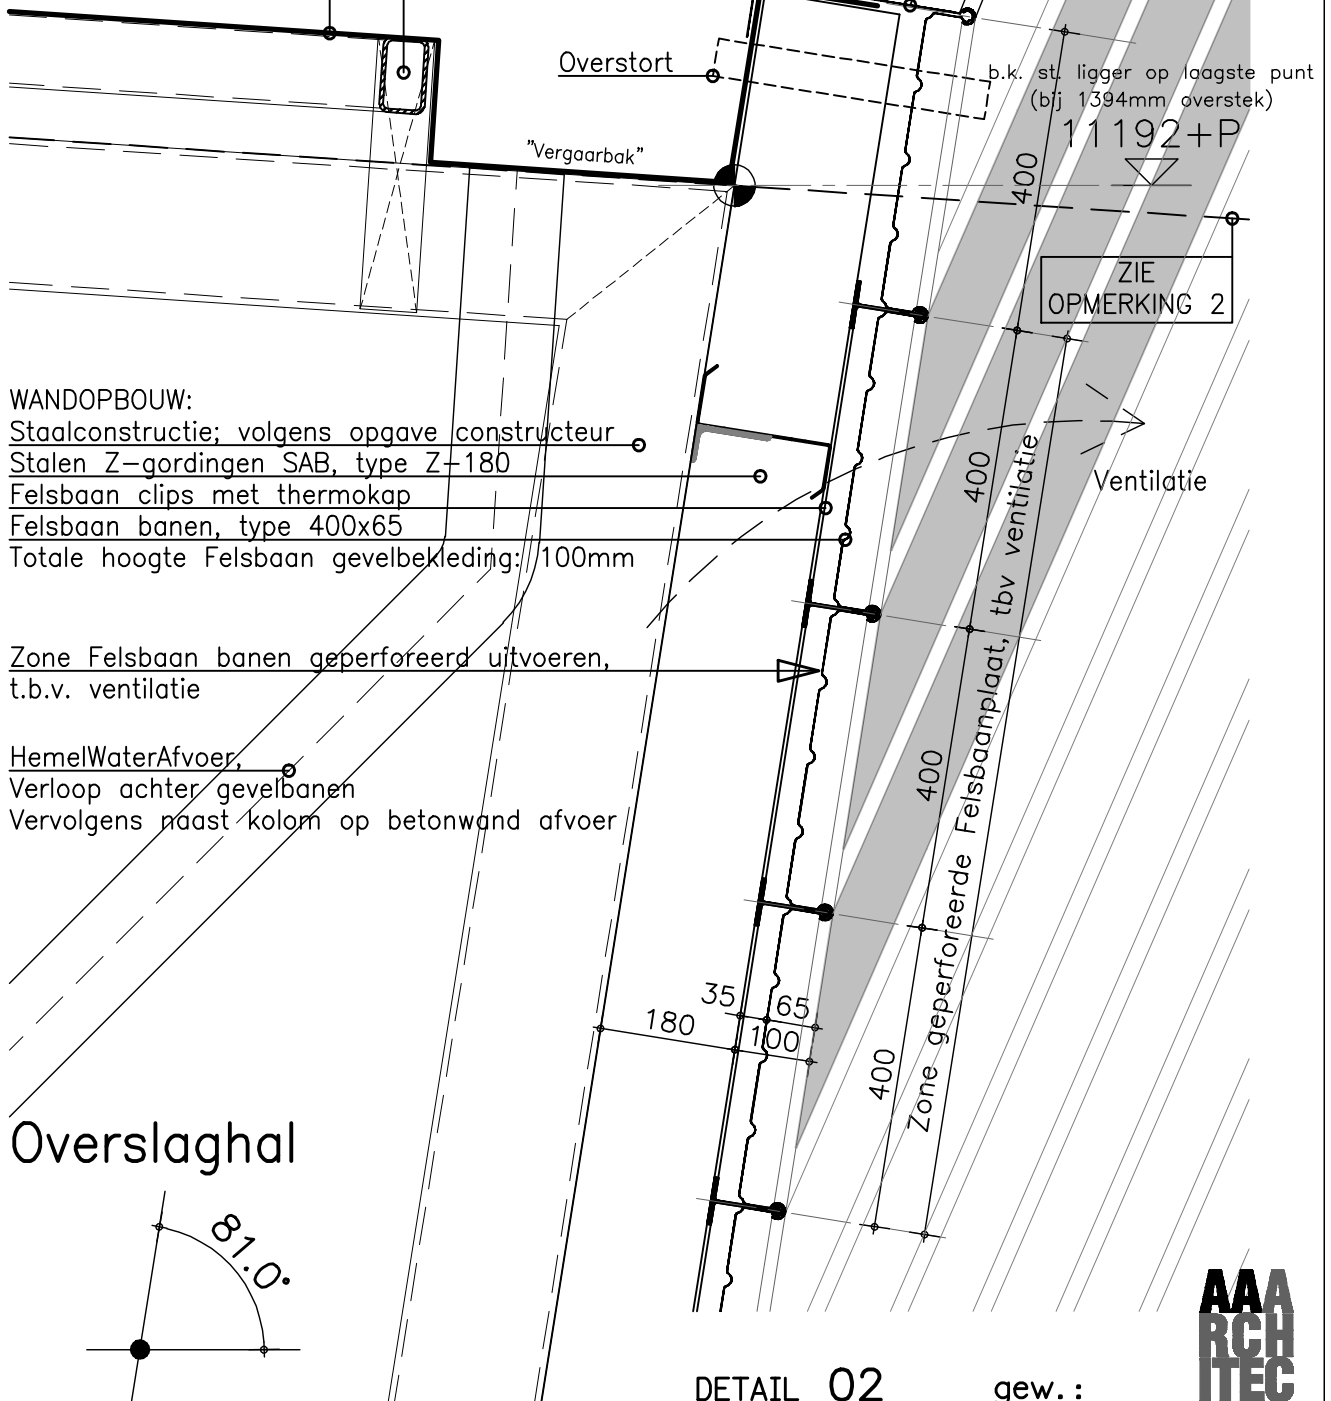 Overstort
b.k. st. ligger op laagste punt
(bij 1394mm overstek)
11192+P
"Vergaarbak"
400
ZIE
OPMERKING 2
WANDOPBOUW:
Staalconstructie; volgens opgave constructeur
Stalen Z-gordingen SAB, type Z-180
Felsbaan clips met thermokap
Felsbaan banen, type 400x65
Totale hoogte Felsbaan gevelbekleding: 100mm
400
Ventilatie
Zone geperforeerde Felsbaanplaat, tbv ventilatie
Zone Felsbaan banen geperforeerd uitvoeren,
t.b.v. ventilatie
HemelWaterAfvoer,
Verloop achter gevelbanen
Vervolgens naast kolom op betonwand afvoer
400
35
65
180
100
400
Overslaghal
81.0°
DETAIL 02
gew.:
AAA
RCH
ITEC